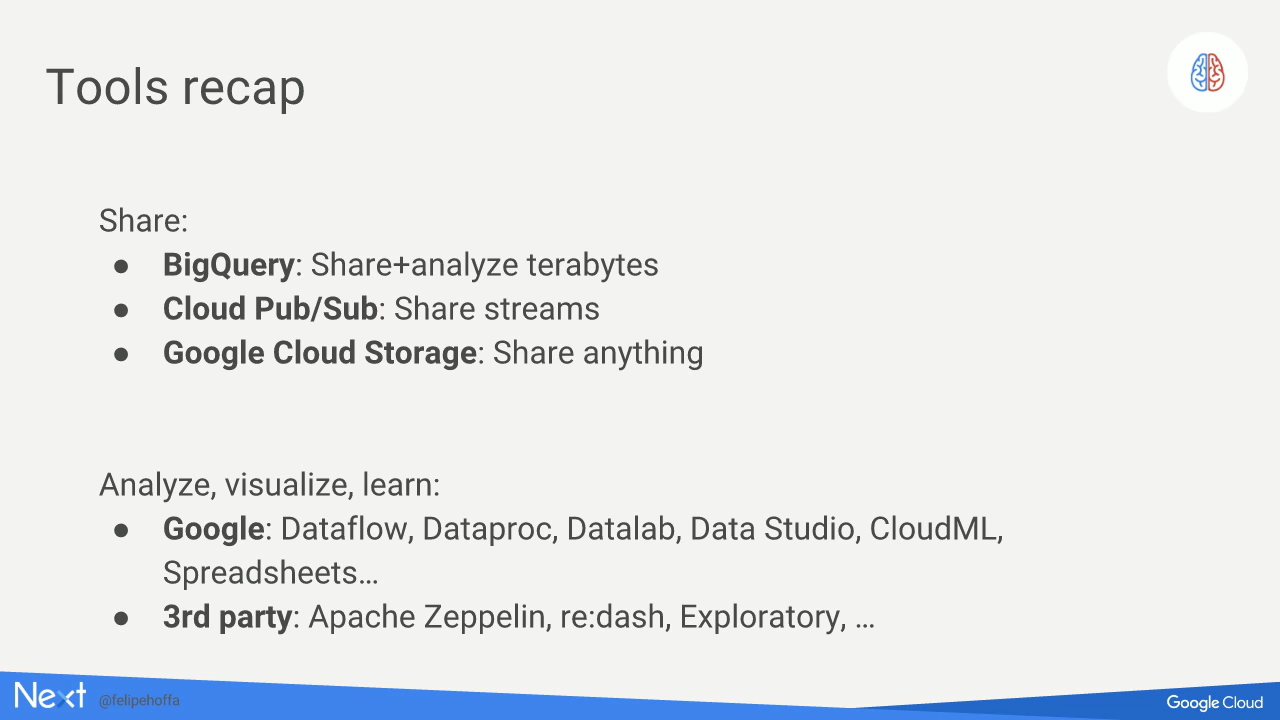 Tools recap
Share:
● BigQuery: Share+analyze terabytes
● Cloud Pub/Sub: Share streams
● Google Cloud Storage: Share anything
Analyze, visualize, learn:
● Google: Dataflow, Dataproc, Datalab, Data Studio, CloudML,
Spreadsheets…
● 3rd party: Apache Zeppelin, re:dash, Exploratory, …
Next @felipehoffa Google Cloud